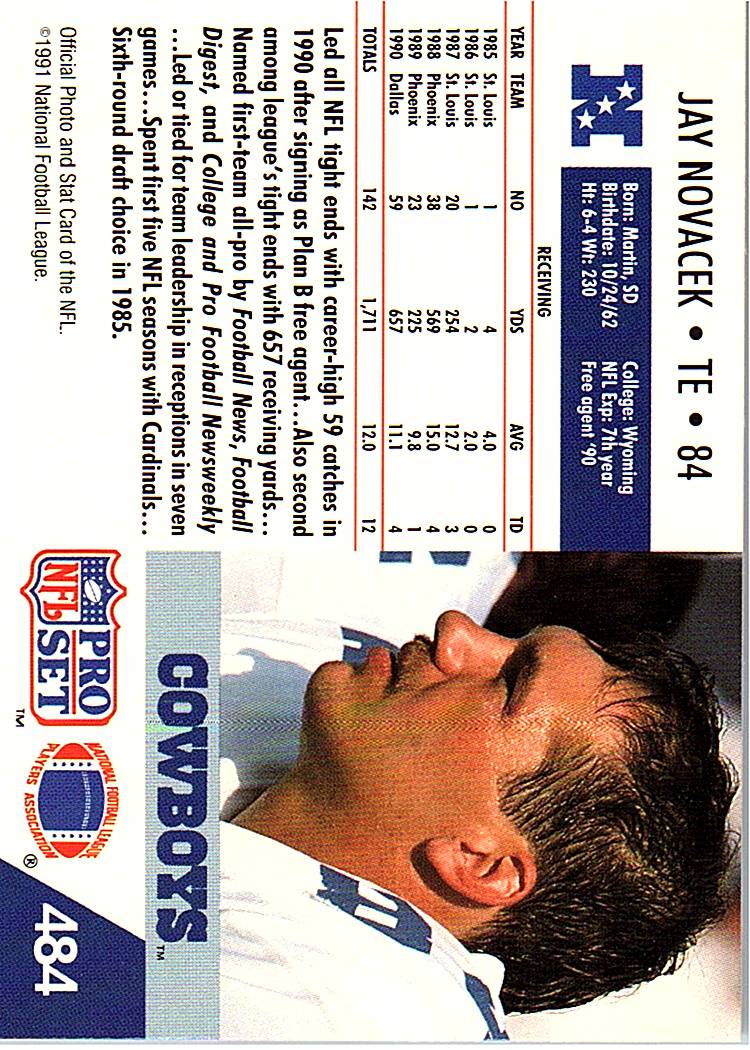 JAY NOVACEK • TE • 84
Born: Martin, SD College: Wyoming
Birthdate: 10/24/62 NFL Exp: 7th year
Ht: 6-4 Wt: 230 Free agent '90
N
RECEIVING
YEAR TEAM NO YDS AVG TD
1985 St. Louis 1 4 4.0 0
1986 St. Louis 1 2 2.0 0
1987 St. Louis 20 254 12.7 3
1988 Phoenix 38 569 15.0 4
1989 Phoenix 23 225 9.8 1
1990 Dallas 59 657 11.1 4
TOTALS 142 1,711 12.0 12
Led all NFL tight ends with career-high 59 catches in
1990 after signing as Plan B free agent...Also second
among league's tight ends with 657 receiving yards...
Named first-team all-pro by Football News, Football
Digest, and College and Pro Football Newsweekly
...Led or tied for team leadership in receptions in seven
games...Spent first five NFL seasons with Cardinals...
Sixth-round draft choice in 1985.
Official Photo and Stat Card of the NFL.
©1991 National Football League.
COWBOYS™
NFL PRO SET™
NATIONAL FOOTBALL LEAGUE
PLAYERS ASSOCIATION®
484